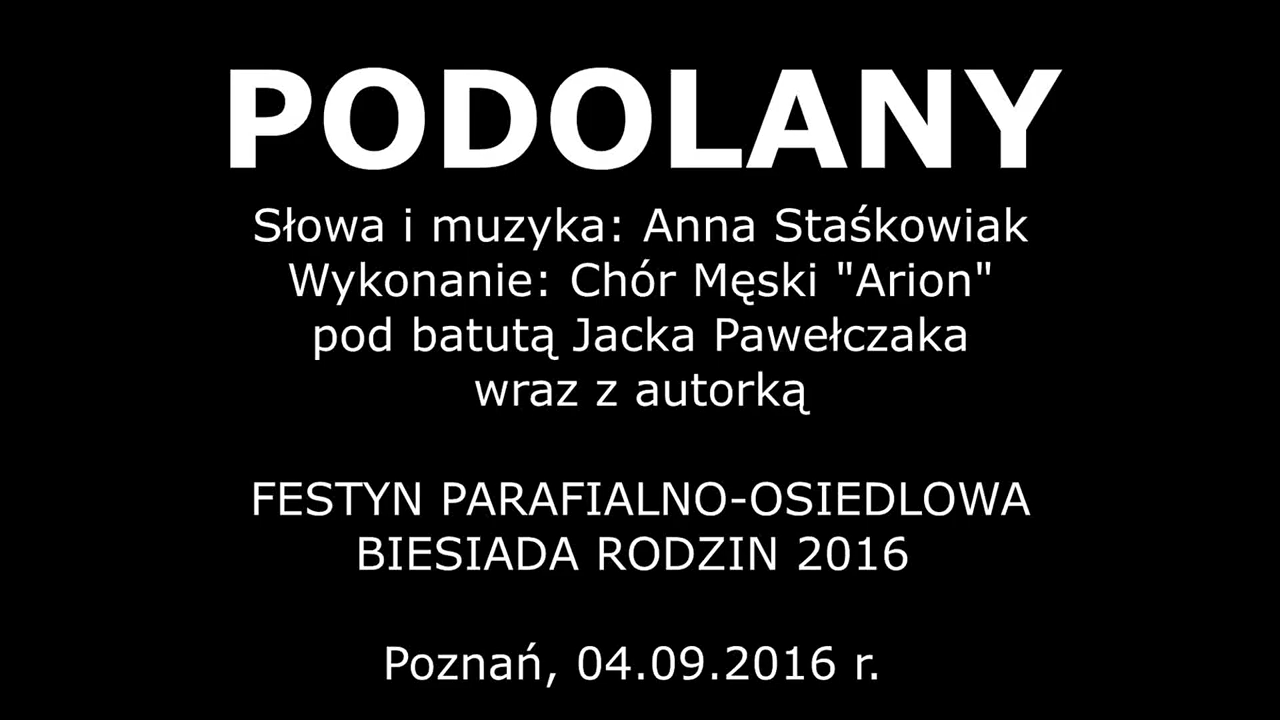 PODOLANY
Słowa i muzyka: Anna Staśkowiak
Wykonanie: Chór Męski "Arion"
pod batutą Jacka Pawełczaka
wraz z autorką
FESTYN PARAFIALNO-OSIEDLOWA
BIESIADA RODZIN 2016
Poznań, 04.09.2016 r.